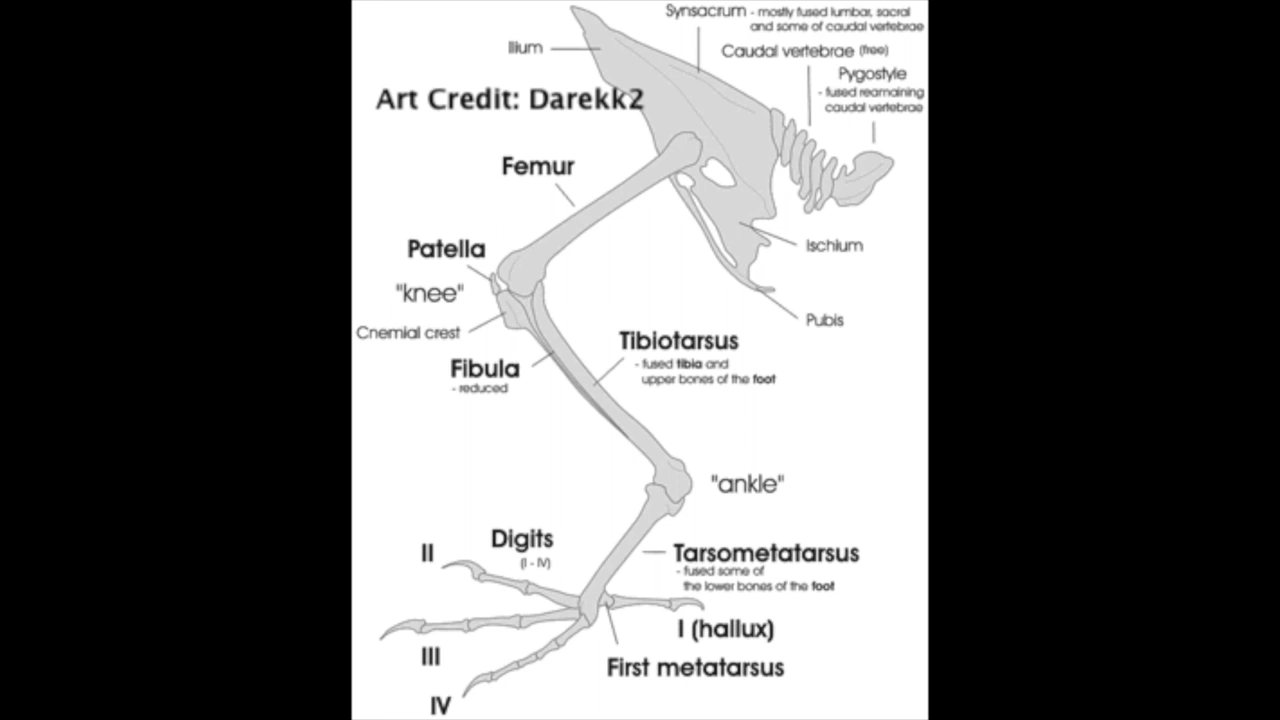 Synsacrum - mostly fused lumbar, sacral
and some of caudal vertebrae
Ilium
Caudal vertebrae (free)
Pygostyle
- fused reamaining
caudal vertebrae
Art Credit: Darekk2
Femur
Patella
"knee"
Ischium
Cnemial crest
Pubis
Tibiotarsus
- fused tibia and
upper bones of the foot
Fibula
- reduced
"ankle"
Digits
(I - IV)
II
Tarsometatarsus
- fused some of
the lower bones of the foot
I (hallux)
III
First metatarsus
IV